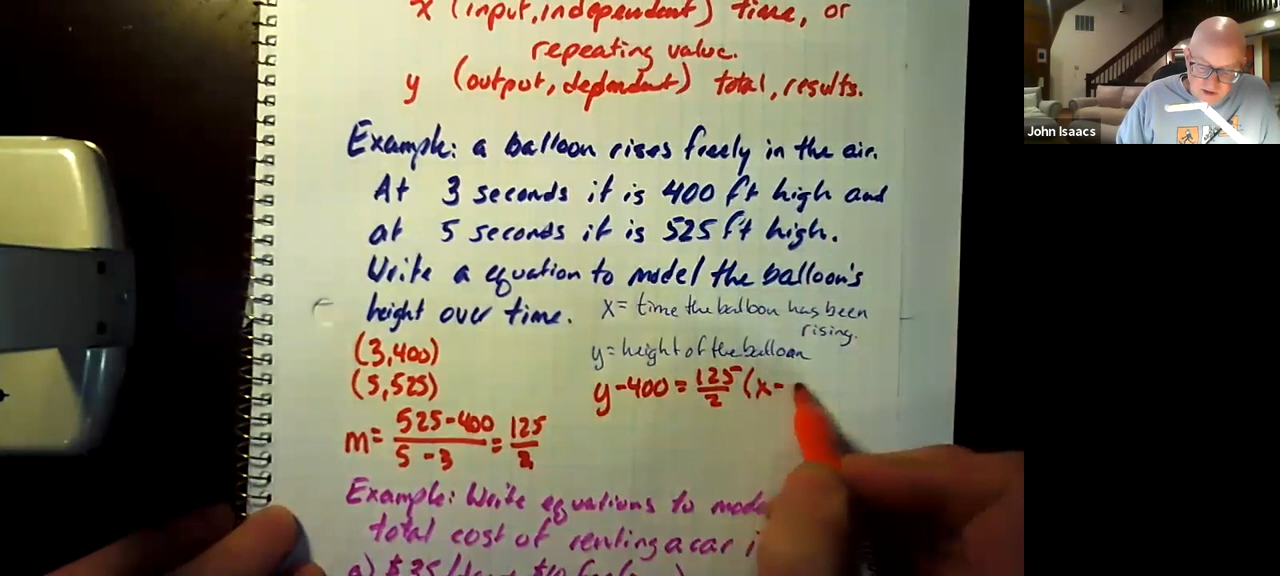 x (input, independent) time, or
repeating value.
y (output, dependent) total, results.
Example: a balloon rises freely in the air.
At 3 seconds it is 400 ft high and
at 5 seconds it is 525 ft high.
Write a equation to model the balloon's
height over time.
x = time the balloon has been
rising.
y = height of the balloon
(3,400)
(5,525)
y - 400 = 125/2 (x -
m = 525 - 400 / 5 - 3 = 125/2
Example: Write equations to
total cost of renting a car
a) $35
John Isaacs